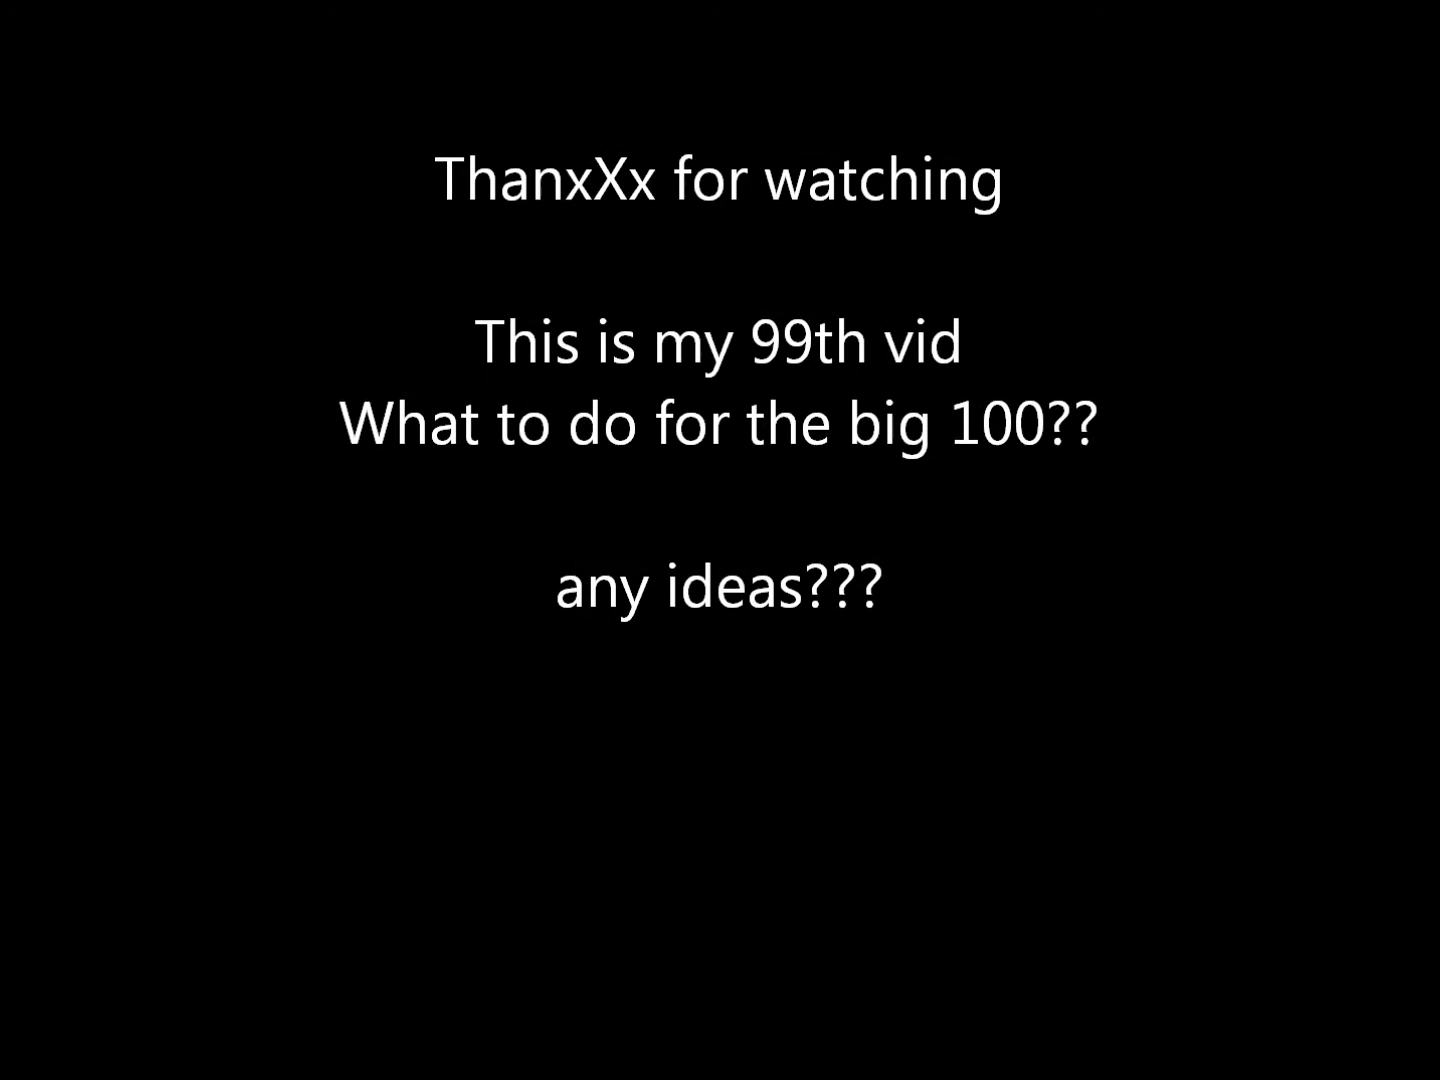 ThanxXx for watching
This is my 99th vid
What to do for the big 100??
any ideas???